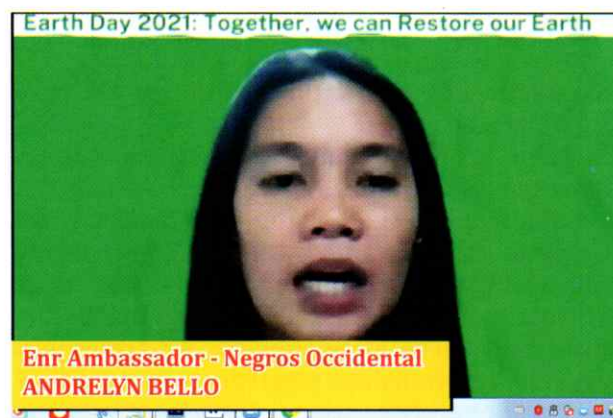 Earth Day 2021: Together, we can Restore our Earth
Enr Ambassador - Negros Occidental
ANDRELYN BELLO